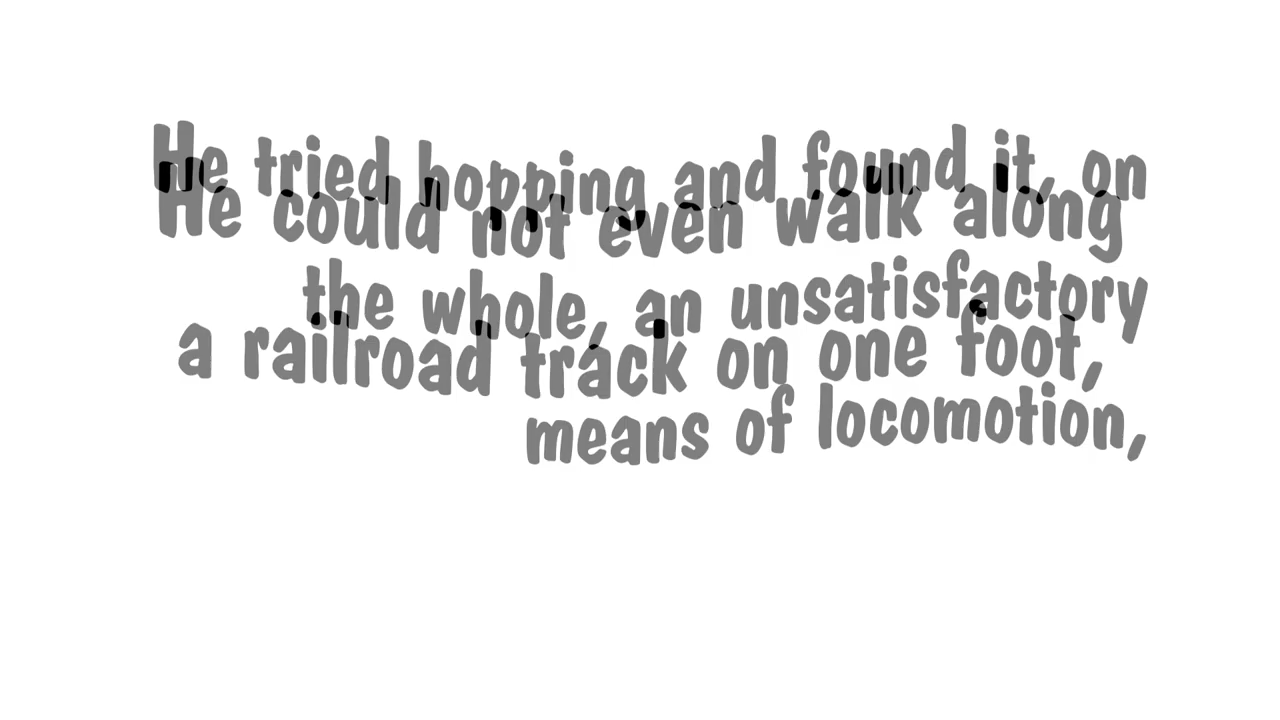 He tried hopping and found it, on
the whole, an unsatisfactory
means of locomotion,
He could not even walk along
a railroad track on one foot,